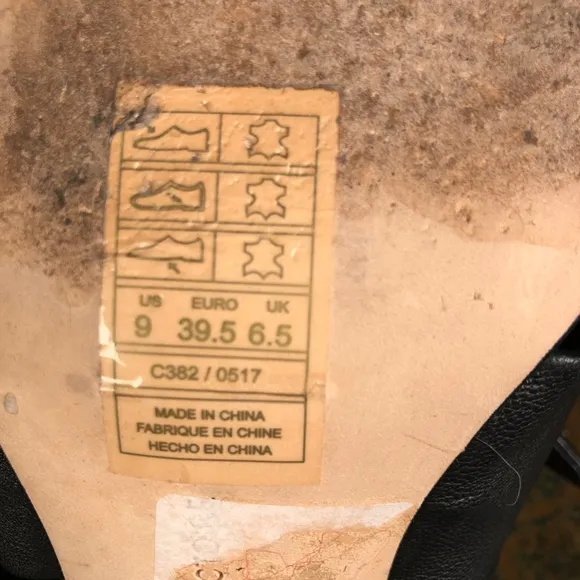 US EURO UK
9 39.5 6.5
C382 / 0517
MADE IN CHINA
FABRIQUE EN CHINE
HECHO EN CHINA